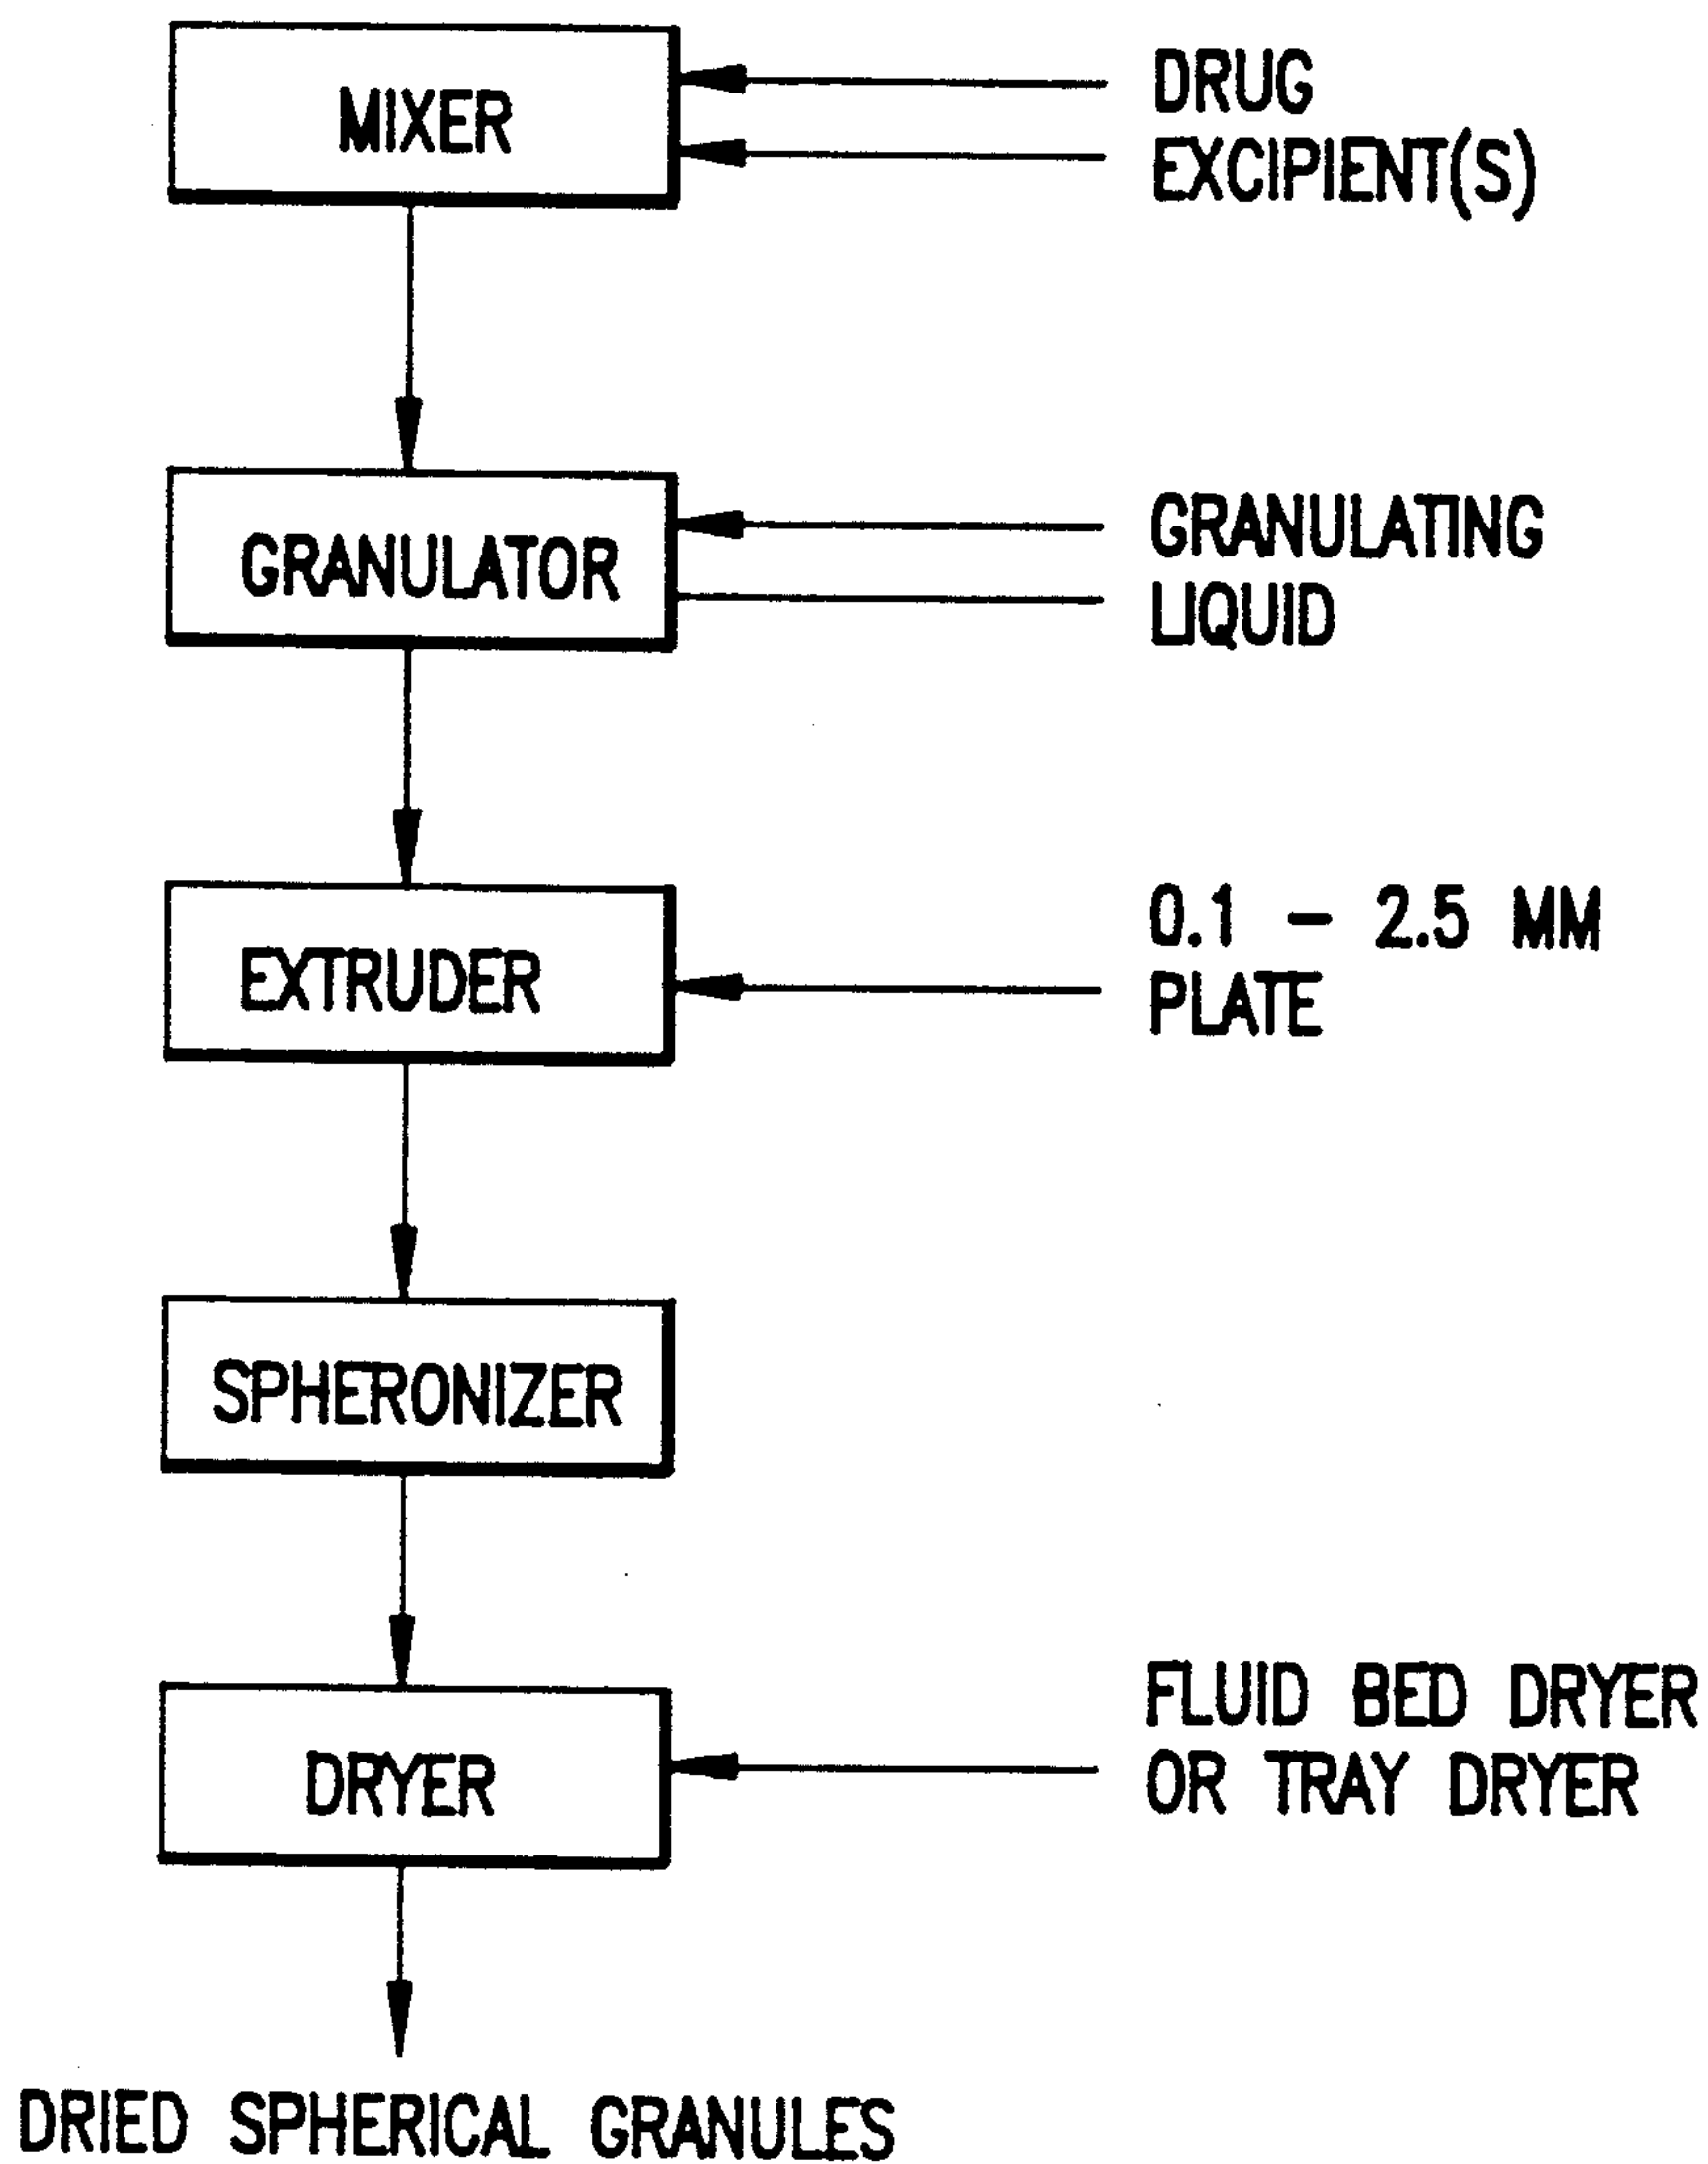 MIXER
DRUG
EXCIPIENT(S)
GRANULATOR
GRANULATING
LIQUID
EXTRUDER
0.1 - 2.5 MM
PLATE
SPHERONIZER
DRYER
FLUID BED DRYER
OR TRAY DRYER
DRIED SPHERICAL GRANULES